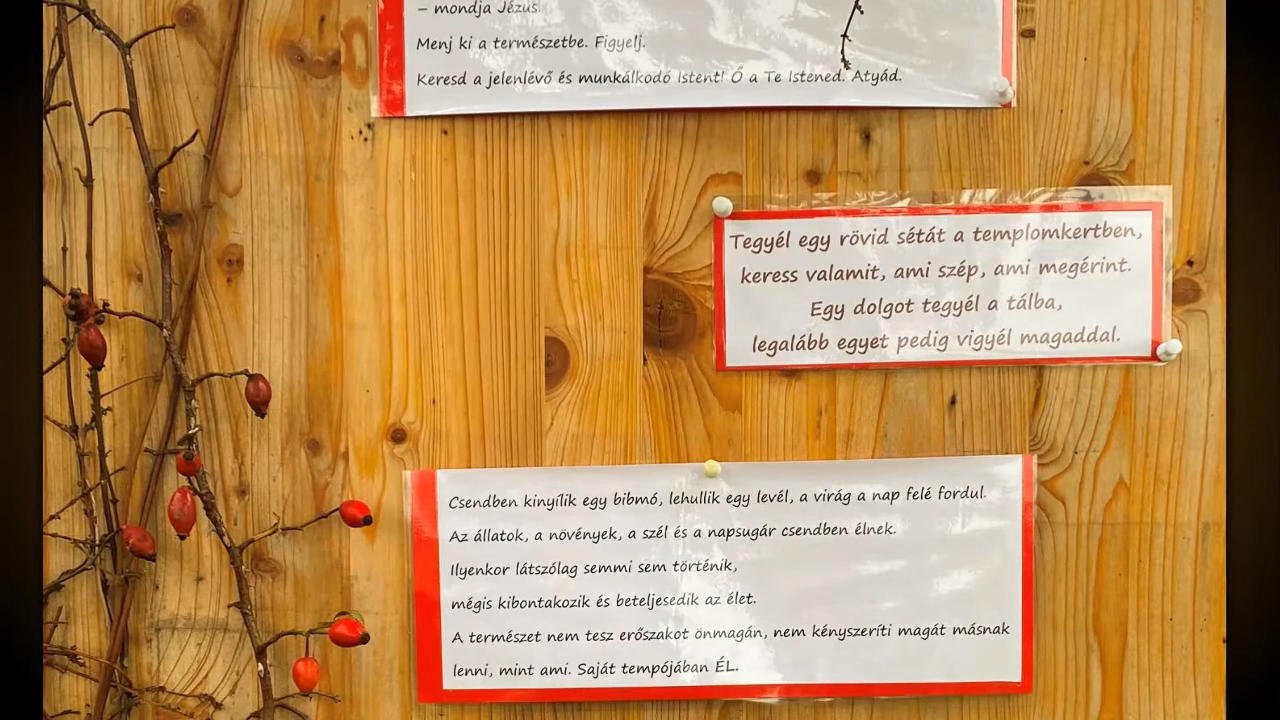 – mondja Jézus.
Menj ki a természetbe. Figyelj.
Keresd a jelenlévő és munkálkodó Istent! Ő a Te Istened. Atyád.
Tegyél egy rövid sétát a templomkertben,
keress valamit, ami szép, ami megérint.
Egy dolgot tegyél a tálba,
legalább egyet pedig vigyél magaddal.
Csendben kinyílik egy bibmó, lehullik egy levél, a virág a nap felé fordul.
Az állatok, a növények, a szél és a napsugár csendben élnek.
Ilyenkor látszólag semmi sem történik,
mégis kibontakozik és beteljesedik az élet.
A természet nem tesz erőszakot önmagán, nem kényszeríti magát másnak
lenni, mint ami. Saját tempójában ÉL.